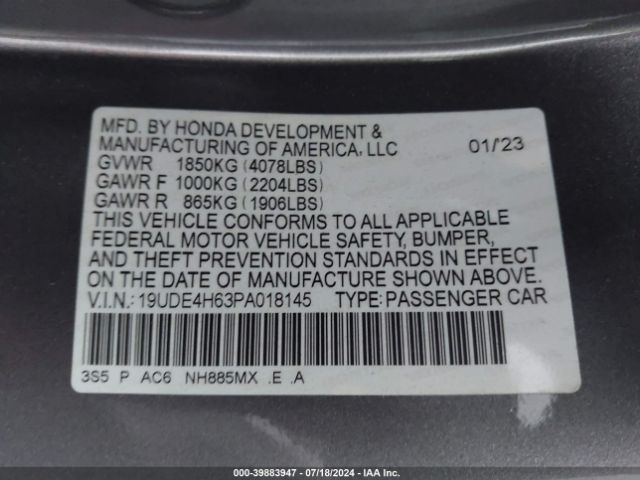 MFD. BY HONDA DEVELOPMENT &
MANUFACTURING OF AMERICA, LLC 01/'23
GVWR 1850KG (4078LBS)
GAWR F 1000KG (2204LBS)
GAWR R 865KG (1906LBS)
THIS VEHICLE CONFORMS TO ALL APPLICABLE
FEDERAL MOTOR VEHICLE SAFETY, BUMPER,
AND THEFT PREVENTION STANDARDS IN EFFECT
ON THE DATE OF MANUFACTURE SHOWN ABOVE.
V.I.N.: 19UDE4H63PA018145 TYPE: PASSENGER CAR
3S5 P AC6 NH885MX .E .A
000-39883947 - 07/18/2024 - IAA Inc.